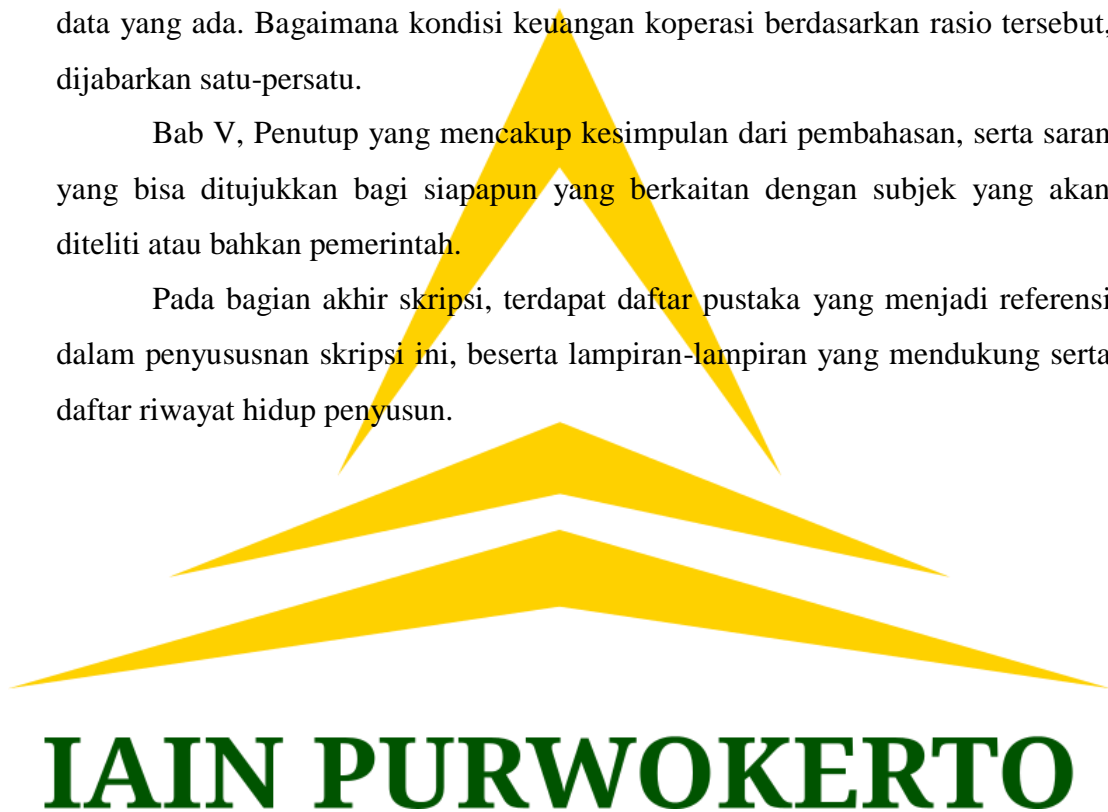 data yang ada. Bagaimana kondisi keuangan koperasi berdasarkan rasio tersebut,
dijabarkan satu-persatu.
Bab V, Penutup yang mencakup kesimpulan dari pembahasan, serta saran
yang bisa ditujukkan bagi siapapun yang berkaitan dengan subjek yang akan
diteliti atau bahkan pemerintah.
Pada bagian akhir skripsi, terdapat daftar pustaka yang menjadi referensi
dalam penyususnan skripsi ini, beserta lampiran-lampiran yang mendukung serta
daftar riwayat hidup penyusun.
IAIN PURWOKERTO